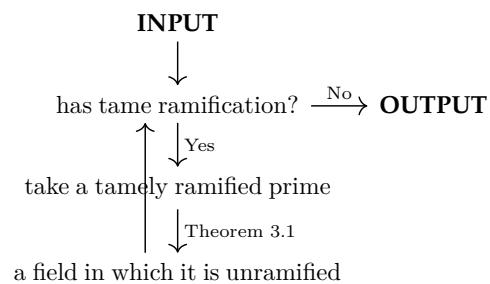 INPUT
has tame ramification? No OUTPUT
Yes
take a tamely ramified prime
Theorem 3.1
a field in which it is unramified